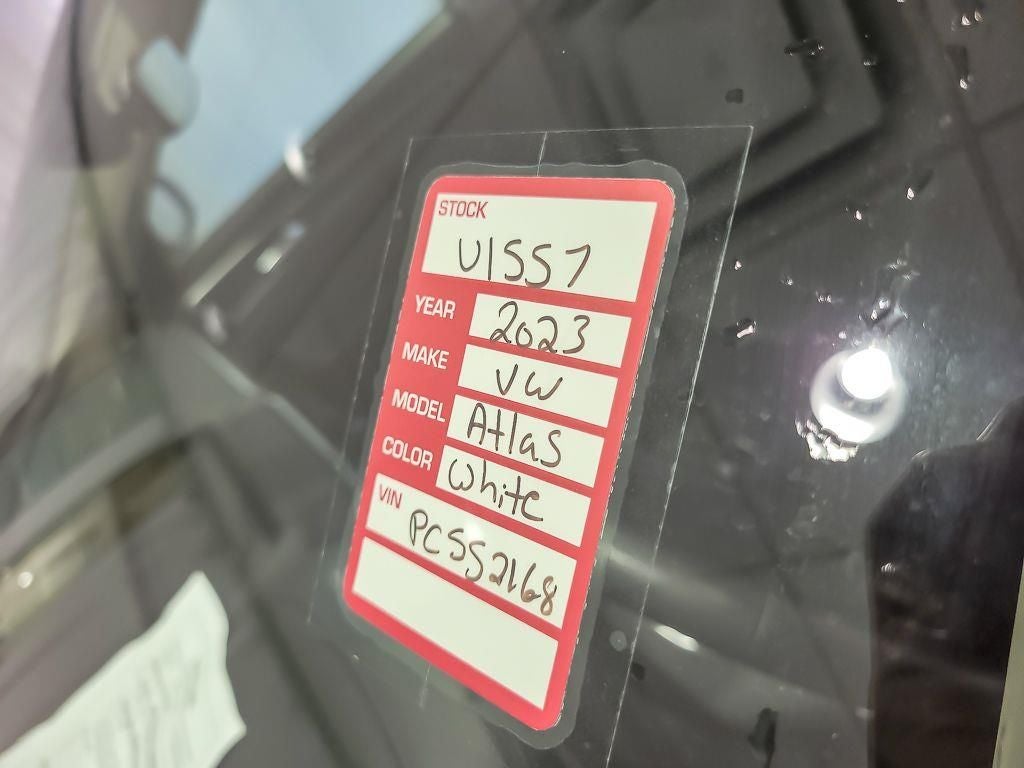 STOCK
U1557
YEAR 2023
MAKE VW
MODEL Atlas
COLOR White
VIN PC552168